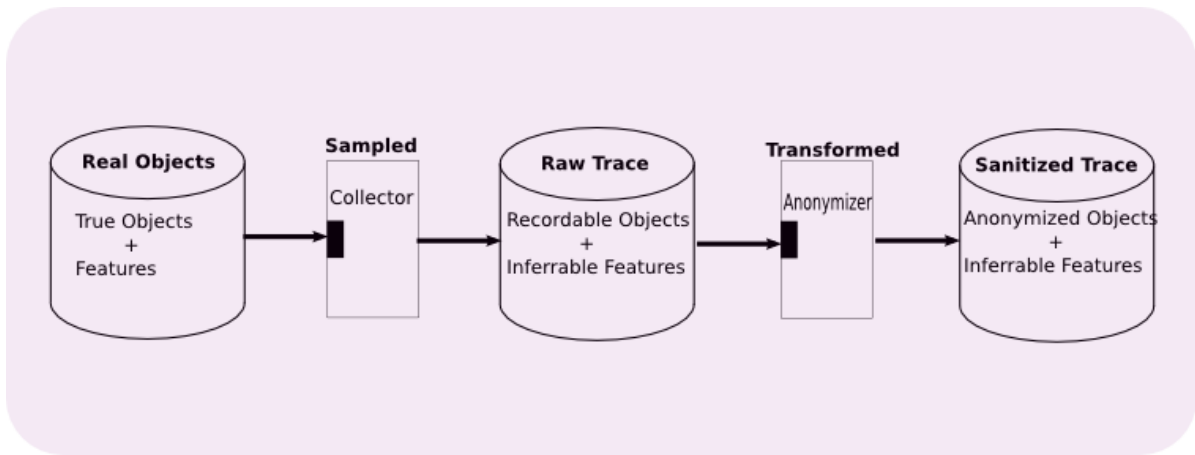 Real Objects
True Objects
+
Features
Sampled
Collector
Raw Trace
Recordable Objects
+
Inferrable Features
Transformed
Anonymizer
Sanitized Trace
Anonymized Objects
+
Inferrable Features